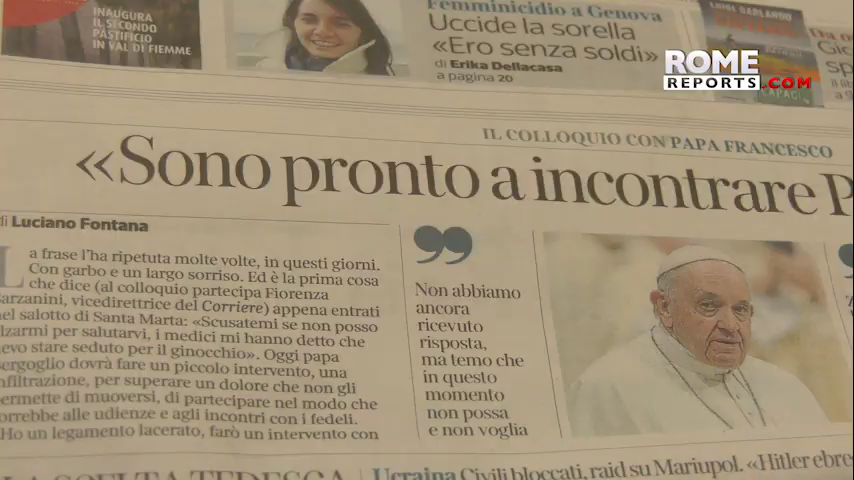 INAUGURA
IL SECONDO
PASTIFICIO
IN VAL DI FIEMME
Femminicidio a Genova
Uccide la sorella
«Ero senza soldi»
di Erika Dellacasa
a pagina 20
LUIGI GARLANDO
CAPACI
ROME
REPORTS.COM
IL COLLOQUIO CON PAPA FRANCESCO
«Sono pronto a incontrare P
di Luciano Fontana
La frase l'ha ripetuta molte volte, in questi giorni.
Con garbo e un largo sorriso. Ed è la prima cosa
che dice (al colloquio partecipa Fiorenza
Sarzanini, vicedirettrice del Corriere) appena entrati
nel salotto di Santa Marta: «Scusatemi se non posso
alzarmi per salutarvi, i medici mi hanno detto che
devo stare seduto per il ginocchio». Oggi papa
Bergoglio dovrà fare un piccolo intervento, una
infiltrazione, per superare un dolore che non gli
permette di muoversi, di partecipare nel modo che
vorrebbe alle udienze e agli incontri con i fedeli.
«Ho un legamento lacerato, farò un intervento con
”
Non abbiamo
ancora
ricevuto
risposta,
ma temo che
in questo
momento
non possa
e non voglia
LA SCELTA TEDESCA
Ucraina Civili bloccati, raid su Mariupol. «Hitler ebre